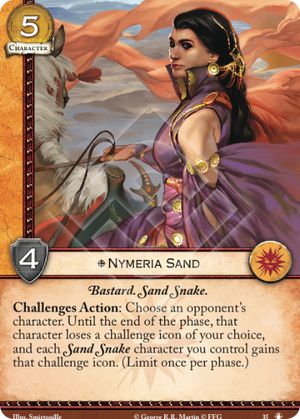 5
CHARACTER
4
NYMERIA SAND
Bastard. Sand Snake.
Challenges Action: Choose an opponent's
character. Until the end of the phase, that
character loses a challenge icon of your choice,
and each Sand Snake character you control gains
that challenge icon. (Limit once per phase.)
Illus. Smirtouille
© George R.R. Martin © FFG
15